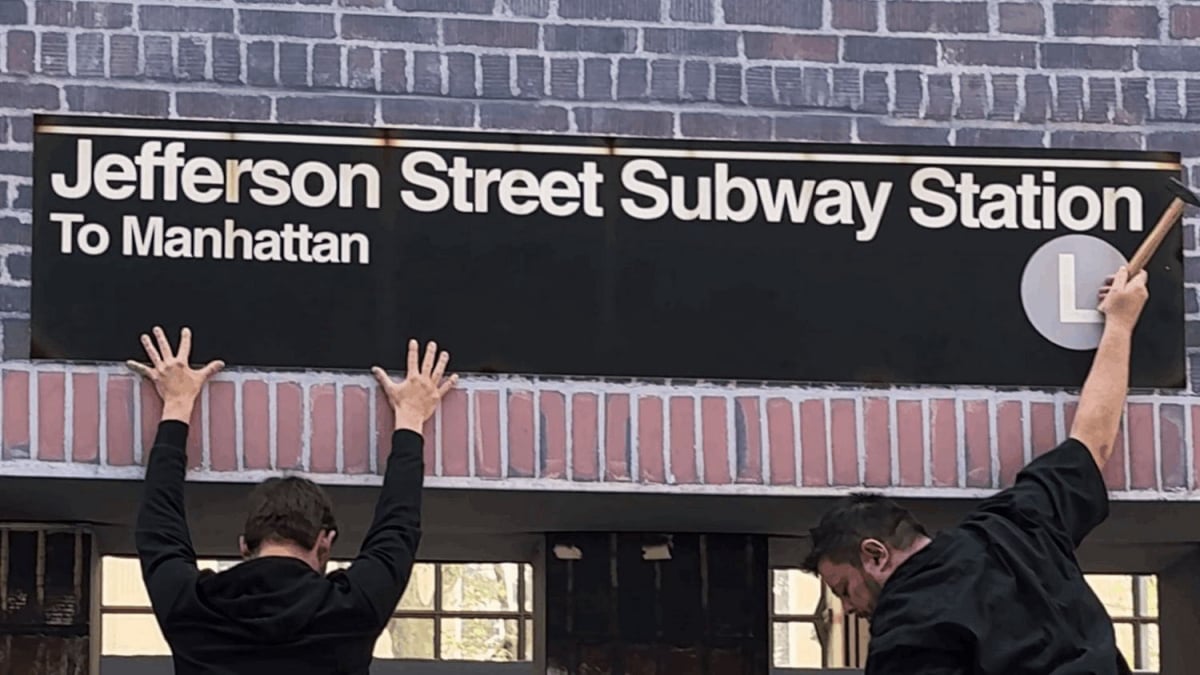 Jefferson Street Subway Station
To Manhattan
L